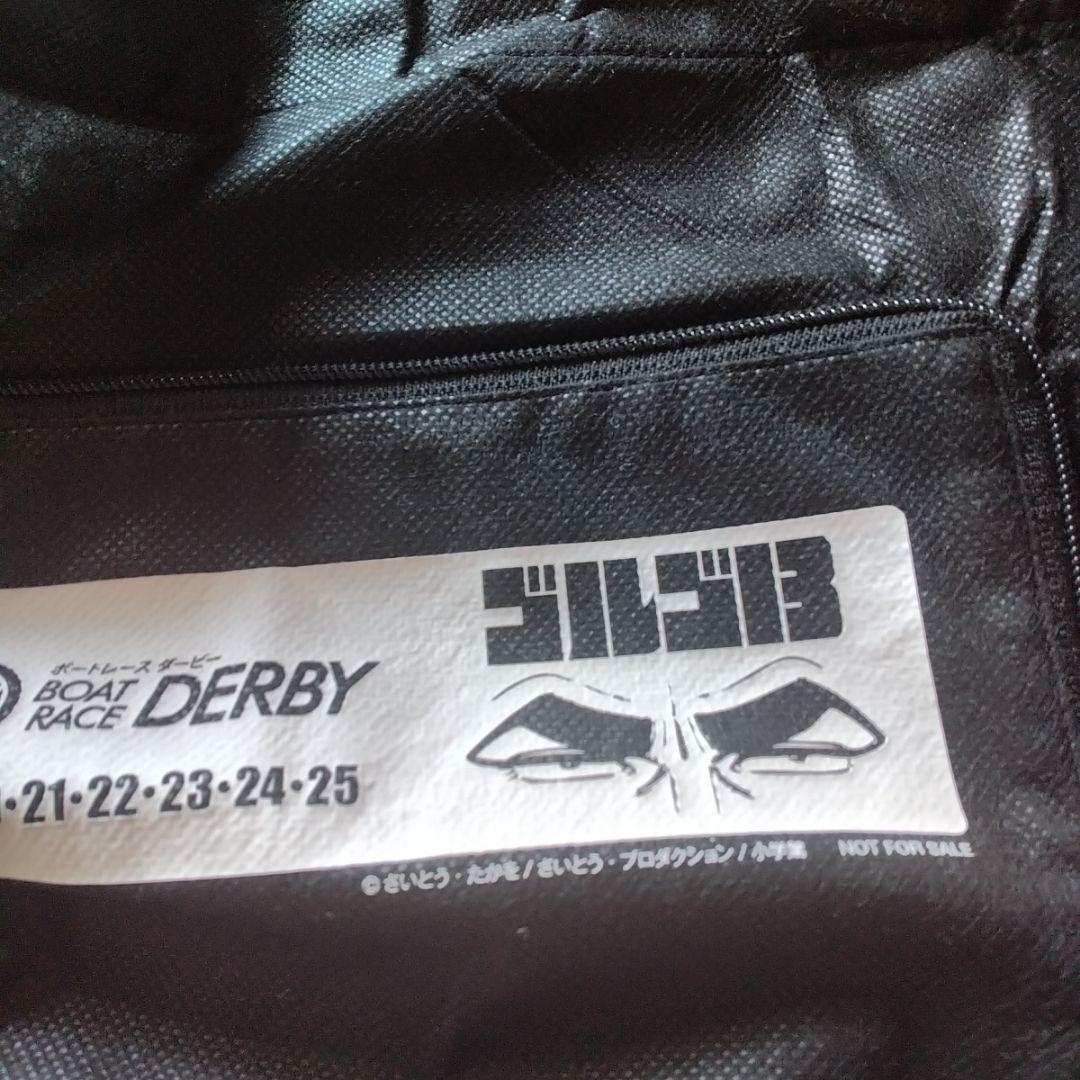 ゴルゴ13
ボートレース ダービー
BOAT
RACE DERBY
・21・22・23・24・25
©さいとう・たかを/さいとう・プロダクション/小学館 NOT FOR SALE